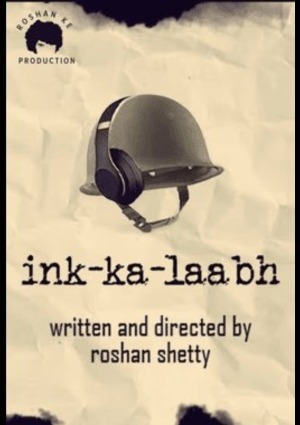 ROSHAN KE
PRODUCTION
ink-ka-laabh
written and directed by
roshan shetty